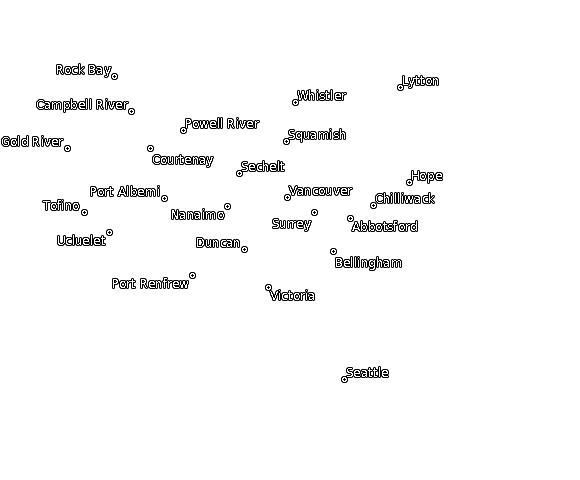 Rock Bay
Lytton
Whistler
Campbell River
Powell River
Squamish
Gold River
Courtenay
Sechelt
Hope
Port Alberni
Vancouver
Chilliwack
Tofino
Nanaimo
Surrey
Abbotsford
Ucluelet
Duncan
Bellingham
Port Renfrew
Victoria
Seattle